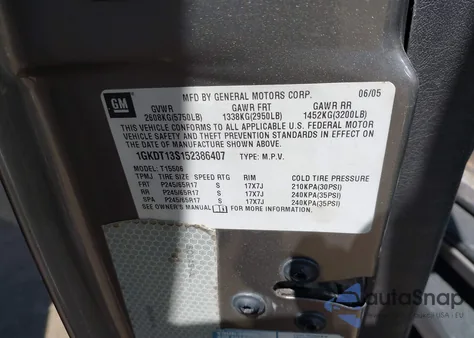 GM
MFD BY GENERAL MOTORS CORP. 06/05
GVWR GAWR FRT GAWR RR
2608KG(5750LB) 1338KG(2950LB) 1452KG(3200LB)
THIS VEHICLE CONFORMS TO ALL APPLICABLE U.S. FEDERAL MOTOR
VEHICLE SAFETY AND THEFT PREVENTION STANDARDS IN EFFECT ON
THE DATE OF MANUFACTURE SHOWN ABOVE.
1GKDT13S152386407 TYPE: M.P.V.
MODEL: T15506
TPMJ TIRE SIZE SPEED RTG RIM COLD TIRE PRESSURE
FRT P245/65R17 S 17X7J 210KPA(30PSI)
RR P245/65R17 S 17X7J 240KPA(35PSI)
SPA P245/65R17 S 17X7J 240KPA(35PSI)
SEE OWNER'S MANUAL FOR MORE INFORMATION
autoSnap
USA | EU